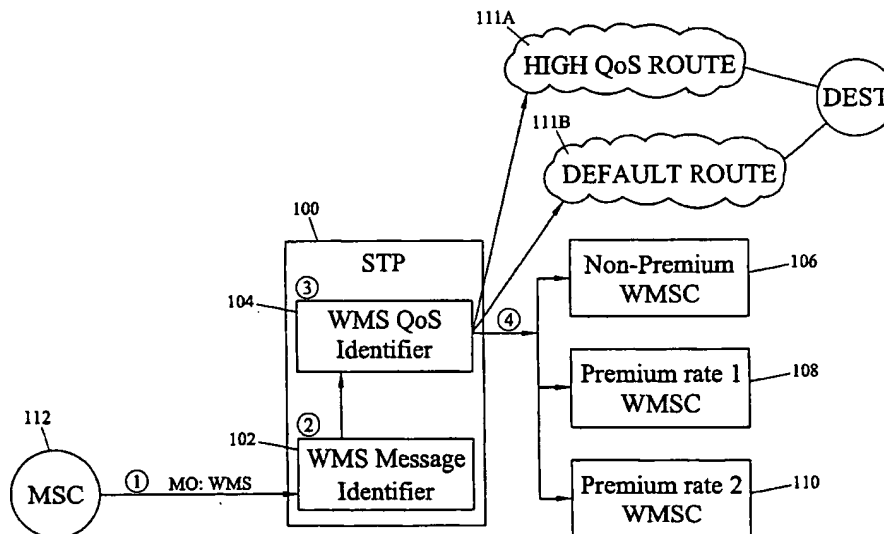 111A
HIGH QoS ROUTE
DEST
111B
DEFAULT ROUTE
100
STP
104
3
WMS QoS
Identifier
4
Non-Premium
WMSC
106
Premium rate 1
WMSC
108
112
MSC
1
MO: WMS
102
2
WMS Message
Identifier
Premium rate 2
WMSC
110